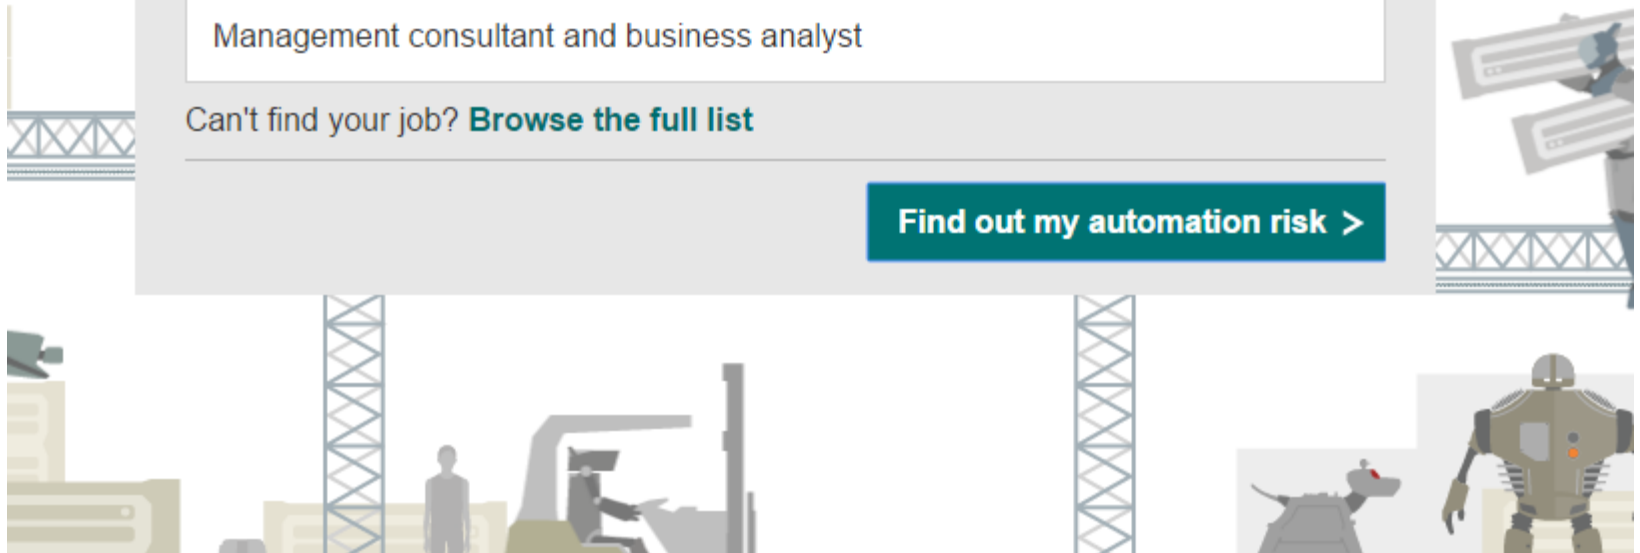 Management consultant and business analyst
Can't find your job? Browse the full list
Find out my automation risk >